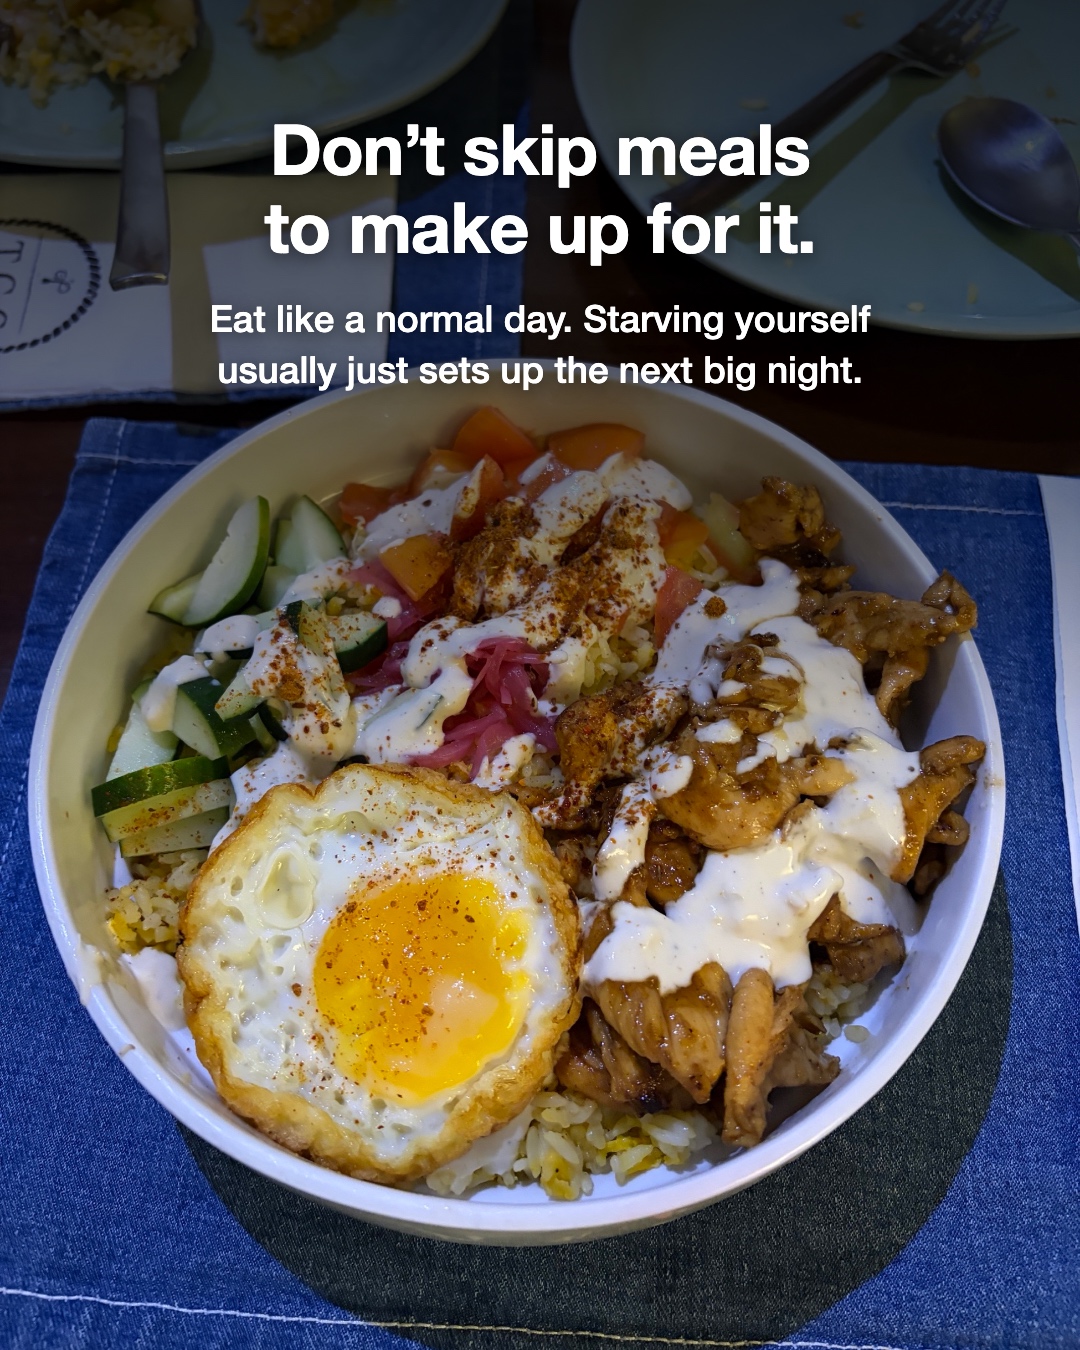 Don’t skip meals
to make up for it.
Eat like a normal day. Starving yourself
usually just sets up the next big night.